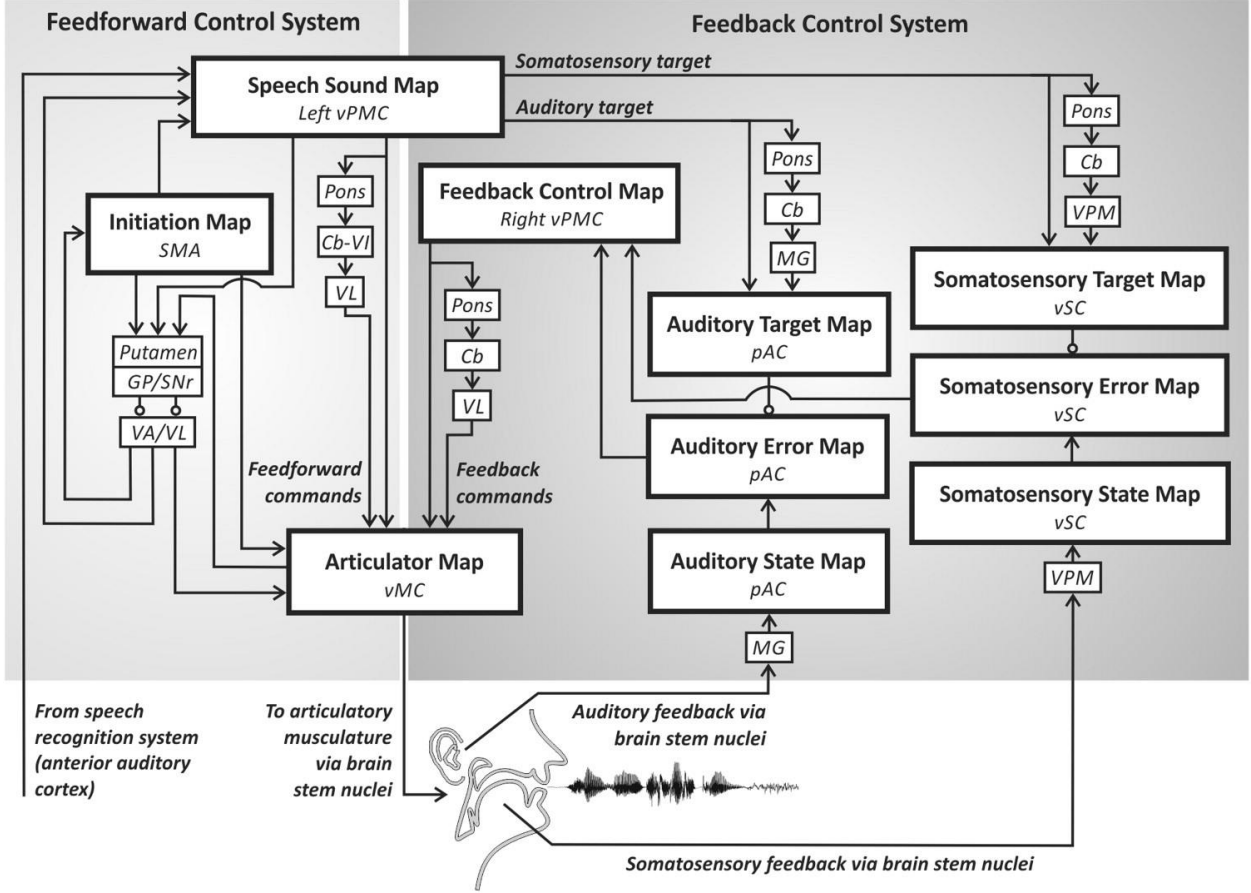 Feedforward Control System
Feedback Control System
Speech Sound Map
Left vPMC
Somatosensory target
Auditory target
Pons
Cb
VPM
Pons
Cb
MG
Pons
Cb-VI
VL
Feedback Control Map
Right vPMC
Initiation Map
SMA
Pons
Cb
VL
Somatosensory Target Map
vSC
Auditory Target Map
pAC
Putamen
GP/SNr
VA/VL
Somatosensory Error Map
vSC
Auditory Error Map
pAC
Feedforward
commands
Feedback
commands
Somatosensory State Map
vSC
Articulator Map
vMC
Auditory State Map
pAC
VPM
MG
From speech
recognition system
(anterior auditory
cortex)
To articulatory
musculature
via brain
stem nuclei
Auditory feedback via
brain stem nuclei
Somatosensory feedback via brain stem nuclei